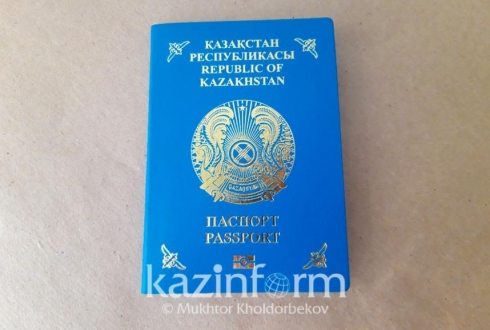 ҚАЗАҚСТАН
РЕСПУБЛИКАСЫ
REPUBLIC OF
KAZAKHSTAN
ПАСПОРТ
PASSPORT
kazinform
© Mukhtor Kholdorbekov